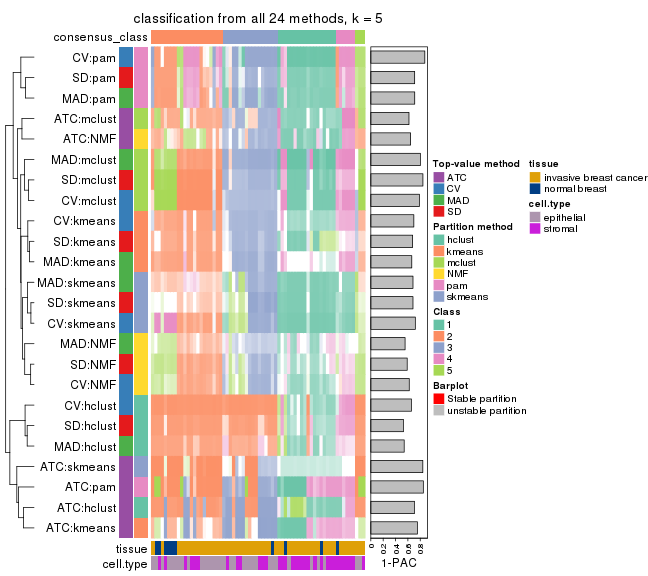 classification from all 24 methods, k = 5
consensus_class
CV:pam
SD:pam
MAD:pam
ATC:mclust
ATC:NMF
MAD:mclust
SD:mclust
CV:mclust
CV:kmeans
SD:kmeans
MAD:kmeans
MAD:skmeans
SD:skmeans
CV:skmeans
MAD:NMF
SD:NMF
CV:NMF
CV:hclust
SD:hclust
MAD:hclust
ATC:skmeans
ATC:pam
ATC:hclust
ATC:kmeans
tissue
cell.type
0 0.2 0.4 0.6 0.8
1-PAC
Top-value method
ATC
CV
MAD
SD
Partition method
hclust
kmeans
mclust
NMF
pam
skmeans
Class
1
2
3
4
5
Barplot
Stable partition
unstable partition
tissue
invasive breast cancer
normal breast
cell.type
epithelial
stromal